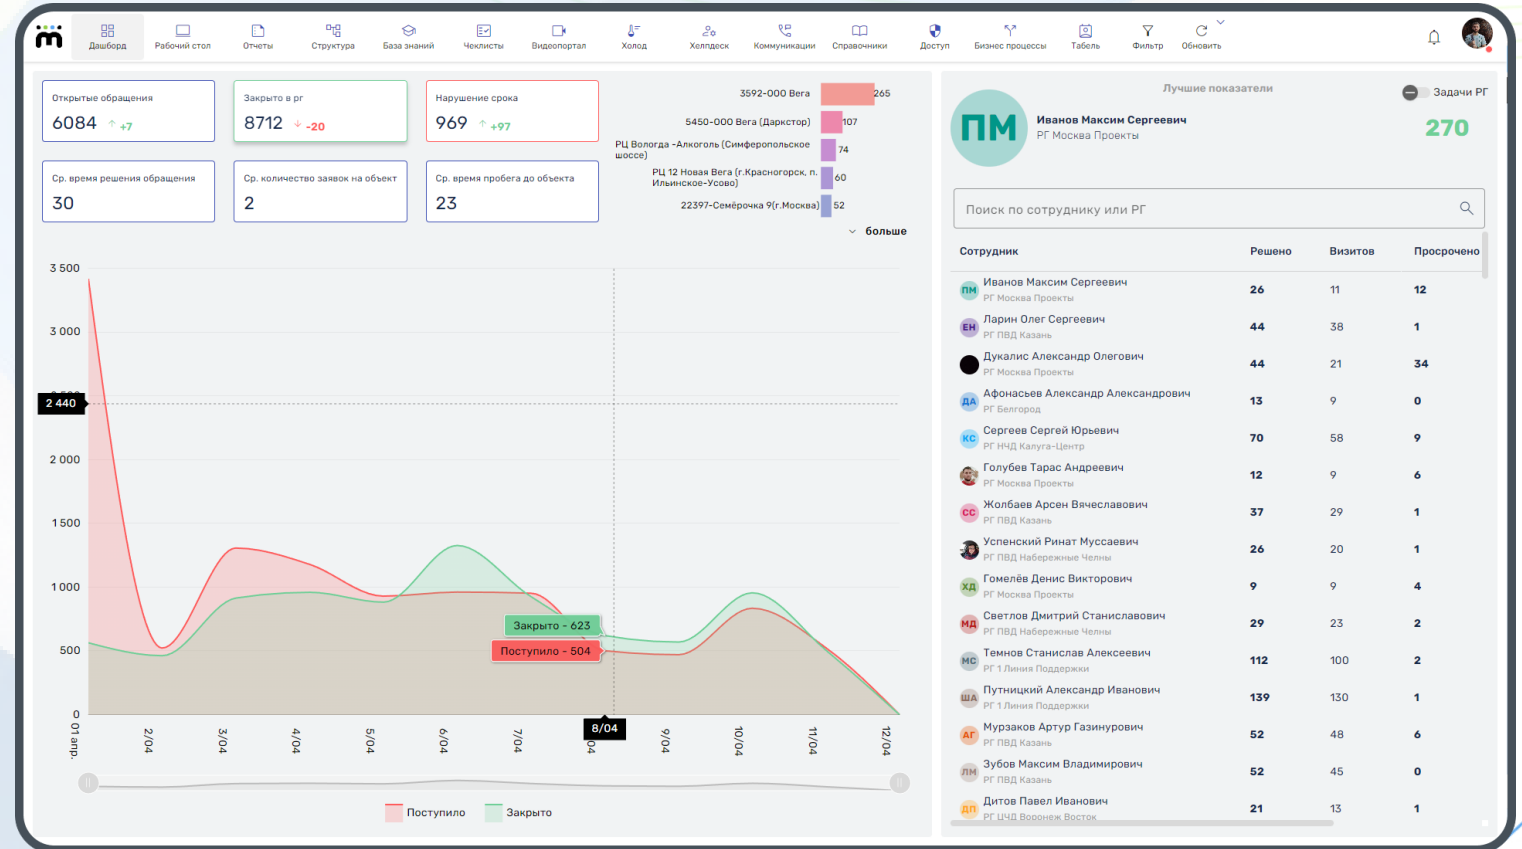 Дашборд
Рабочий стол
Отчеты
Структура
База знаний
Чеклисты
Видеопортал
Холод
Хелпдеск
Коммуникации
Справочники
Доступ
Бизнес процессы
Табель
Фильтр
Обновить
Открытые обращения
6084 +7
Закрыто в рг
8712 -20
Нарушение срока
969 +97
Ср. время решения обращения
30
Ср. количество заявок на объект
2
Ср. время пробега до объекта
23
3592-000 Вега 265
5450-000 Вега (Даркстор) 107
РЦ Вологда -Алкоголь (Симферопольское
шоссе) 74
РЦ 12 Новая Вега (г.Красногорск, п.
Ильинское-Усово) 60
22397-Семёрочка 9(г.Москва) 52
больше
3 500
3 000
2 440
2 000
1 500
1 000
500
0
Закрыто - 623
Поступило - 504
01 апр.
2/04
3/04
4/04
5/04
6/04
7/04
8/04
9/04
10/04
11/04
12/04
Поступило
Закрыто
Лучшие показатели
Задачи РГ
ПМ
Иванов Максим Сергеевич
РГ Москва Проекты
270
Поиск по сотруднику или РГ
Сотрудник Решено Визитов Просрочено
ПМ Иванов Максим Сергеевич 26 11 12
РГ Москва Проекты
ЕН Ларин Олег Сергеевич 44 38 1
РГ ПВД Казань
Дукалис Александр Олегович 44 21 34
РГ Москва Проекты
ДА Афонасьев Александр Александрович 13 9 0
РГ Белгород
КС Сергеев Сергей Юрьевич 70 58 9
РГ НЧД Калуга-Центр
Голубев Тарас Андреевич 12 9 6
РГ Москва Проекты
СС Жолбаев Арсен Вячеславович 37 29 1
РГ ПВД Казань
Успенский Ринат Муссаевич 26 20 1
РГ ПВД Набережные Челны
ХД Гомелёв Денис Викторович 9 9 4
РГ Москва Проекты
МД Светлов Дмитрий Станиславович 29 23 2
РГ ПВД Набережные Челны
МС Темнов Станислав Алексеевич 112 100 2
РГ 1 Линия Поддержки
ША Путницкий Александр Иванович 139 130 1
РГ 1 Линия Поддержки
АГ Мурзаков Артур Газинурович 52 48 6
РГ ПВД Казань
ЛМ Зубов Максим Владимирович 52 45 0
РГ ПВД Казань
ДП Дитов Павел Иванович 21 13 1
РГ ЦЧД Воронеж Восток